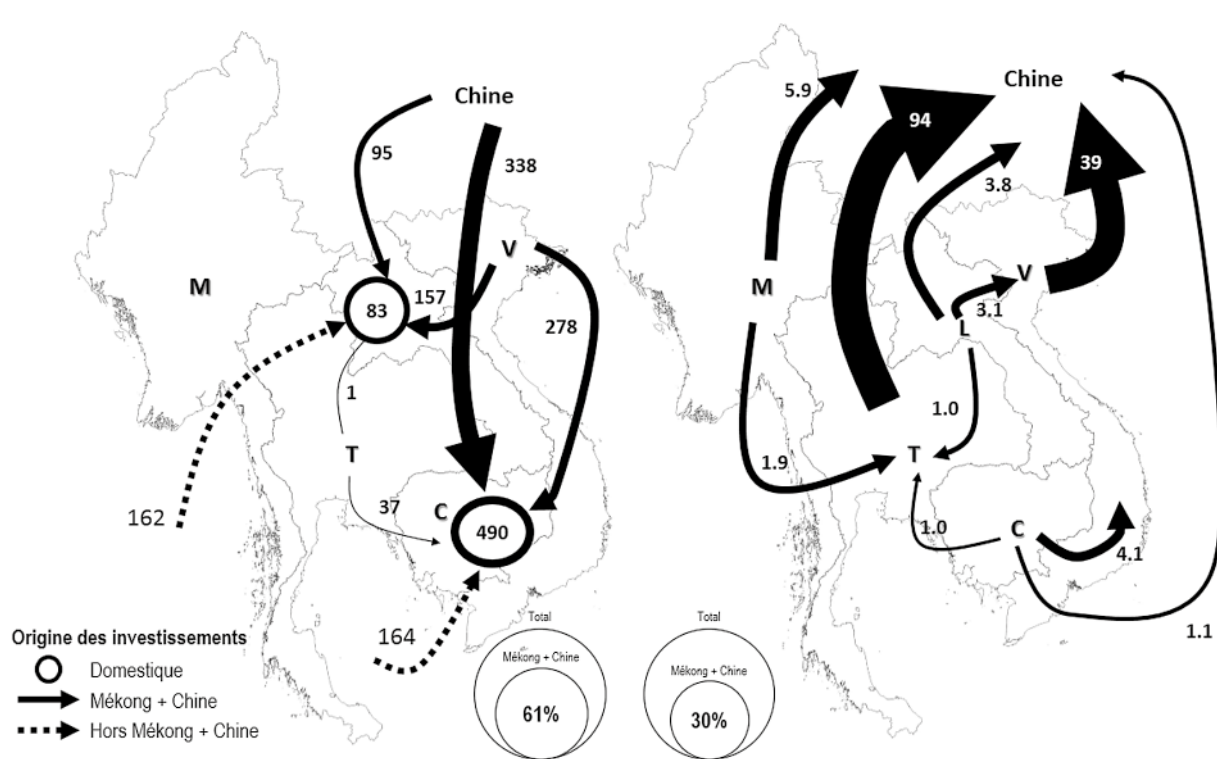 Chine
95
338
V
M
157
83
278
1
T
162
37
C
490
164
Origine des investissements
Domestique
Mékong + Chine
Hors Mékong + Chine
Total
Mékong + Chine
61%
Chine
5.9
94
39
3.8
M
V
3.1
L
1.0
T
1.9
1.0
C
4.1
1.1
Total
Mékong + Chine
30%